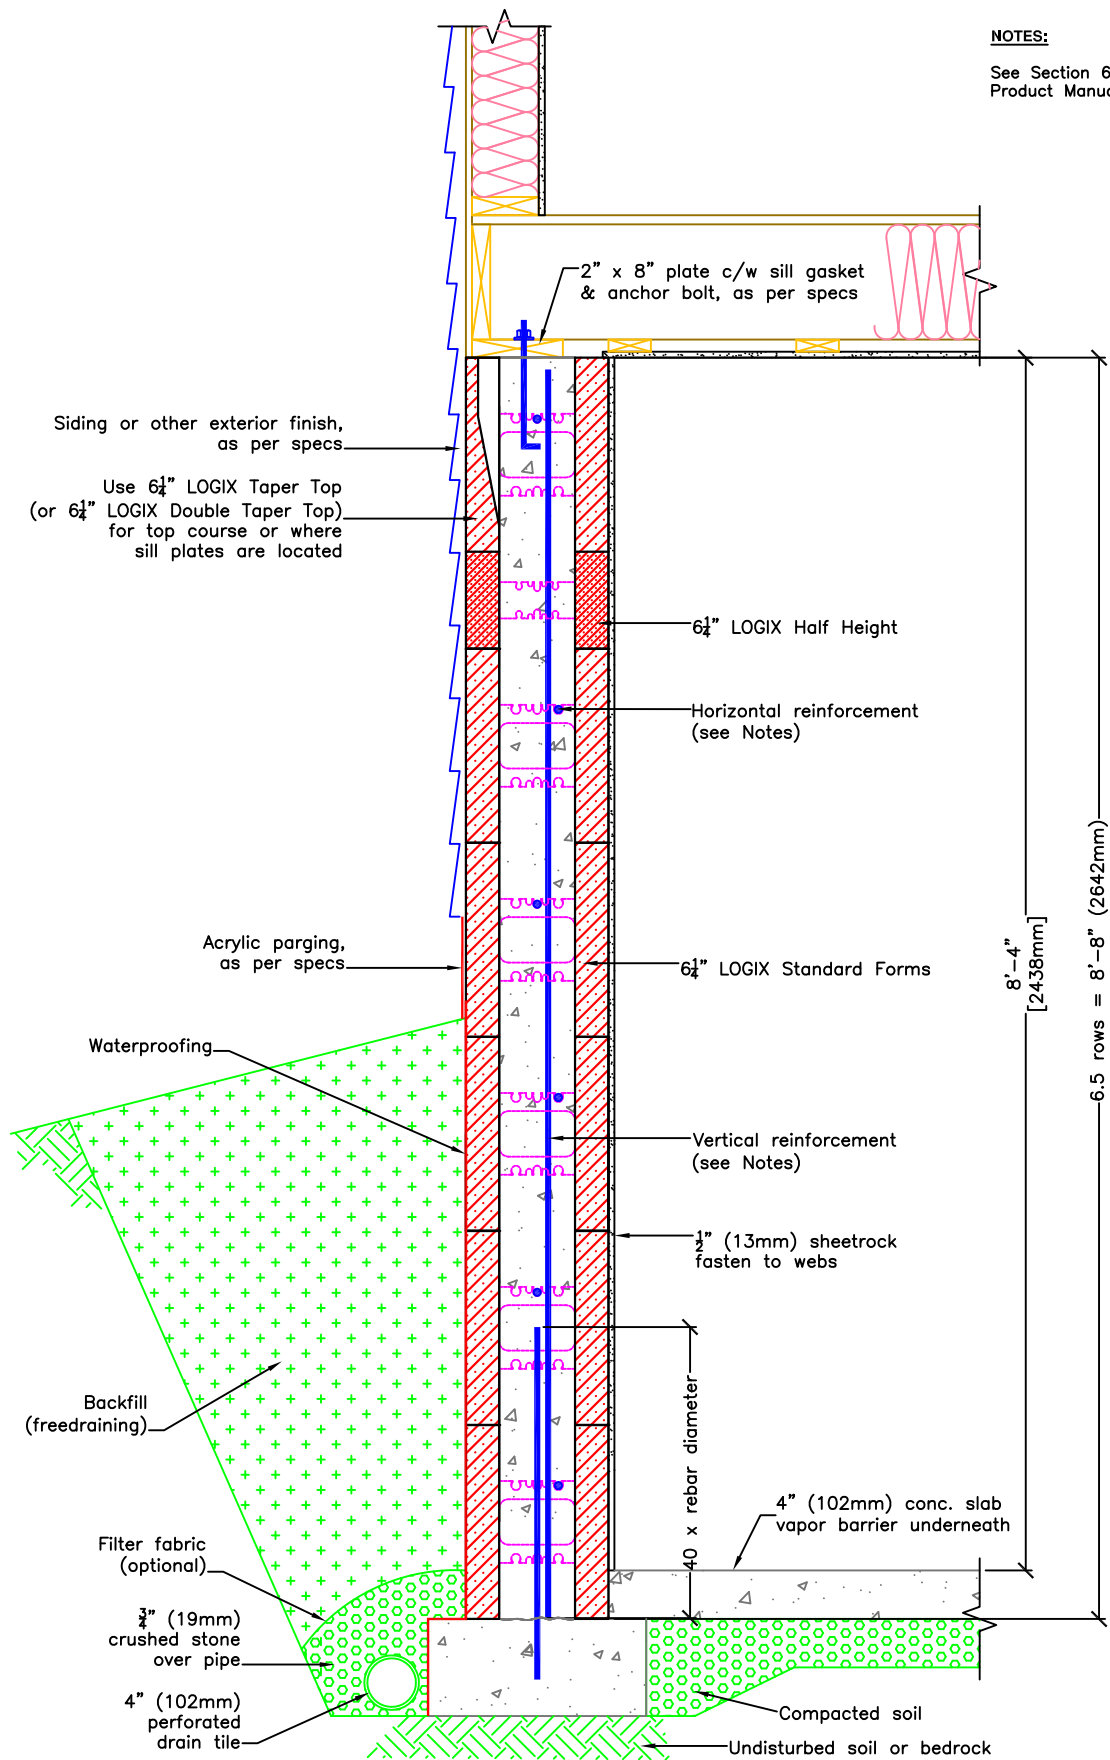 NOTES:
See Section 6
Product Manua
2" x 8" plate c/w sill gasket
& anchor bolt, as per specs
Siding or other exterior finish,
as per specs
Use 6¼" LOGIX Taper Top
(or 6¼" LOGIX Double Taper Top)
for top course or where
sill plates are located
6¼" LOGIX Half Height
Horizontal reinforcement
(see Notes)
Acrylic parging,
as per specs
6¼" LOGIX Standard Forms
8'-4"
[2438mm]
6.5 rows = 8'-8" (2642mm)
Waterproofing
Vertical reinforcement
(see Notes)
½" (13mm) sheetrock
fasten to webs
40 x rebar diameter
Backfill
(freedraining)
4" (102mm) conc. slab
vapor barrier underneath
Filter fabric
(optional)
¾" (19mm)
crushed stone
over pipe
4" (102mm)
perforated
drain tile
Compacted soil
Undisturbed soil or bedrock